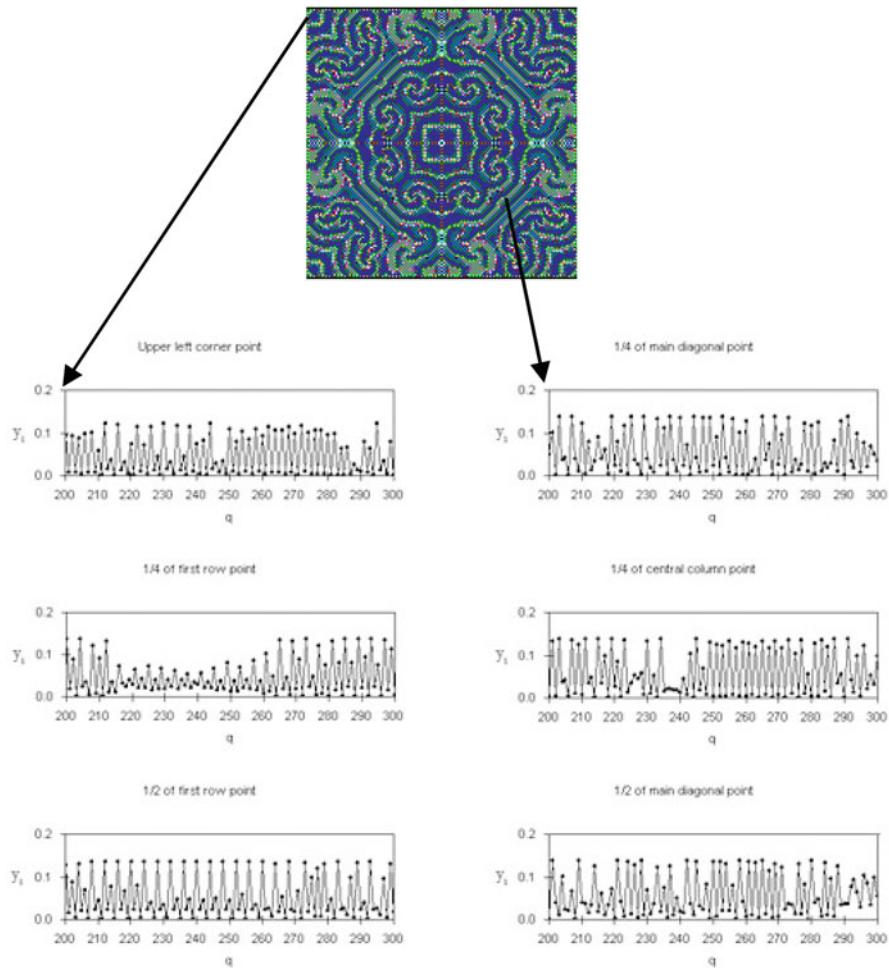 Upper left corner point
1/4 of main diagonal point
0.2
0.1
0.0
y₁
200 210 220 230 240 250 260 270 280 290 300
q
0.2
0.1
0.0
y₁
200 210 220 230 240 250 260 270 280 290 300
q
1/4 of first row point
1/4 of central column point
0.2
0.1
0.0
y₁
200 210 220 230 240 250 260 270 280 290 300
q
0.2
0.1
0.0
y₁
200 210 220 230 240 250 260 270 280 290 300
q
1/2 of first row point
1/2 of main diagonal point
0.2
0.1
0.0
y₁
200 210 220 230 240 250 260 270 280 290 300
q
0.2
0.1
0.0
y₁
200 210 220 230 240 250 260 270 280 290 300
q